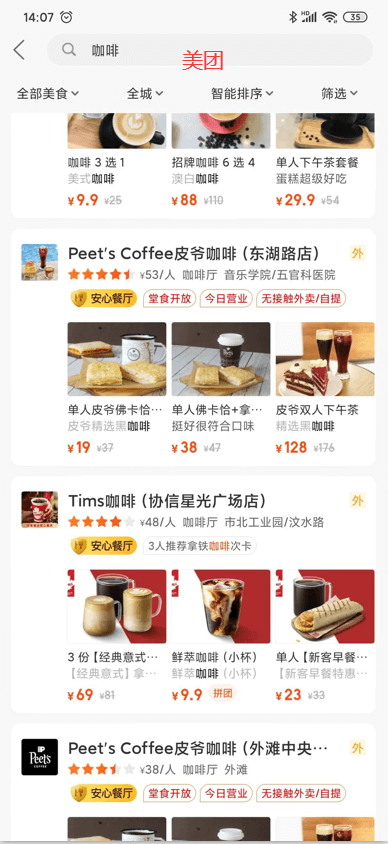 14:07
HD
35
咖啡
美团
全部美食
全城
智能排序
筛选
咖啡 3 选 1
招牌咖啡 6 选 4
单人下午茶套餐
美式咖啡
澳白咖啡
蛋糕超级好吃
¥9.9 ¥25
¥88 ¥110
¥29.9 ¥54
Peet's Coffee皮爷咖啡（东湖路店）
外
¥53/人 咖啡厅 音乐学院/五官科医院
安心餐厅
堂食开放
今日营业
无接触外卖/自提
单人皮爷佛卡恰…
单人佛卡恰+拿…
皮爷双人下午茶
皮爷精选黑咖啡
挺好很符合口味
精选黑咖啡
¥19 ¥37
¥38 ¥47
¥128 ¥176
Tims咖啡（协信星光广场店）
外
¥48/人 咖啡厅 市北工业园/汶水路
安心餐厅
3人推荐拿铁咖啡次卡
3 份【经典意式…
鲜萃咖啡（小杯）
单人【新客早餐…
【经典意式】拿…
鲜萃咖啡（小杯）
【新客早餐特惠…
¥69 ¥81
¥9.9 拼团
¥23 ¥33
Peet's Coffee皮爷咖啡（外滩中央…
外
Peet's
COFFEE
¥38/人 咖啡厅 外滩
安心餐厅
堂食开放
今日营业
无接触外卖/自提